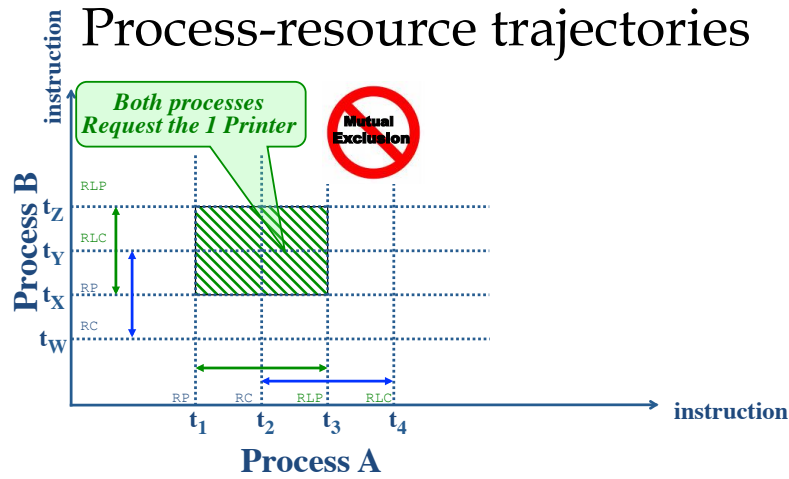 Process-resource trajectories
instruction
Both processes
Request the 1 Printer
Mutual
Exclusion
Process B
RLP
tZ
RLC
tY
RP
tX
RC
tW
RP RC RLP RLC
t1 t2 t3 t4
instruction
Process A